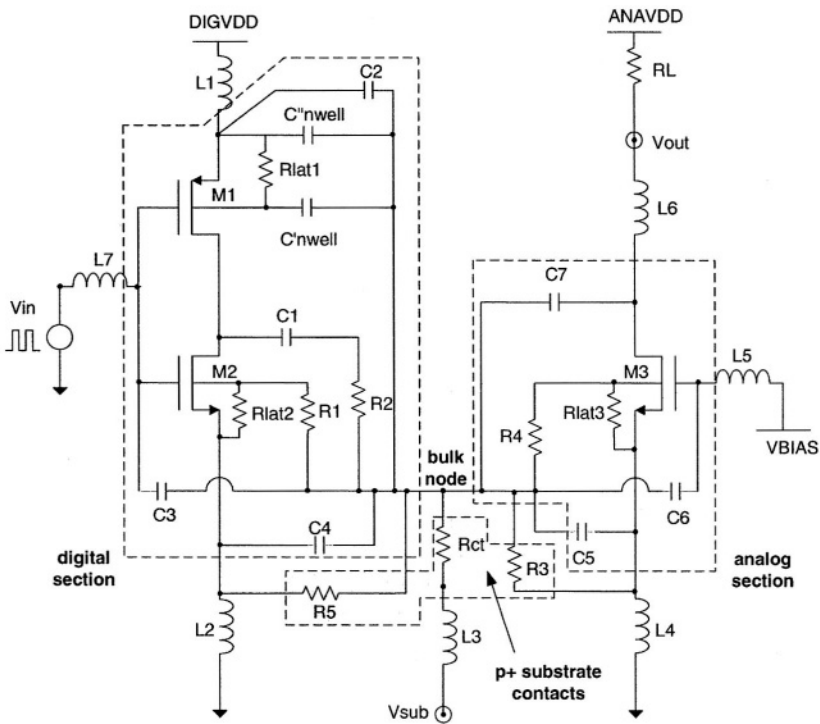 DIGVDD
ANAVDD
L1
C2
RL
C"nwell
Vout
Rlat1
M1
L6
C'nwell
L7
C7
Vin
C1
L5
M2
M3
Rlat2
R1
R2
R4
Rlat3
VBIAS
bulk
node
C3
C6
C4
Rct
C5
digital
section
R3
analog
section
R5
L2
L3
L4
p+ substrate
contacts
Vsub